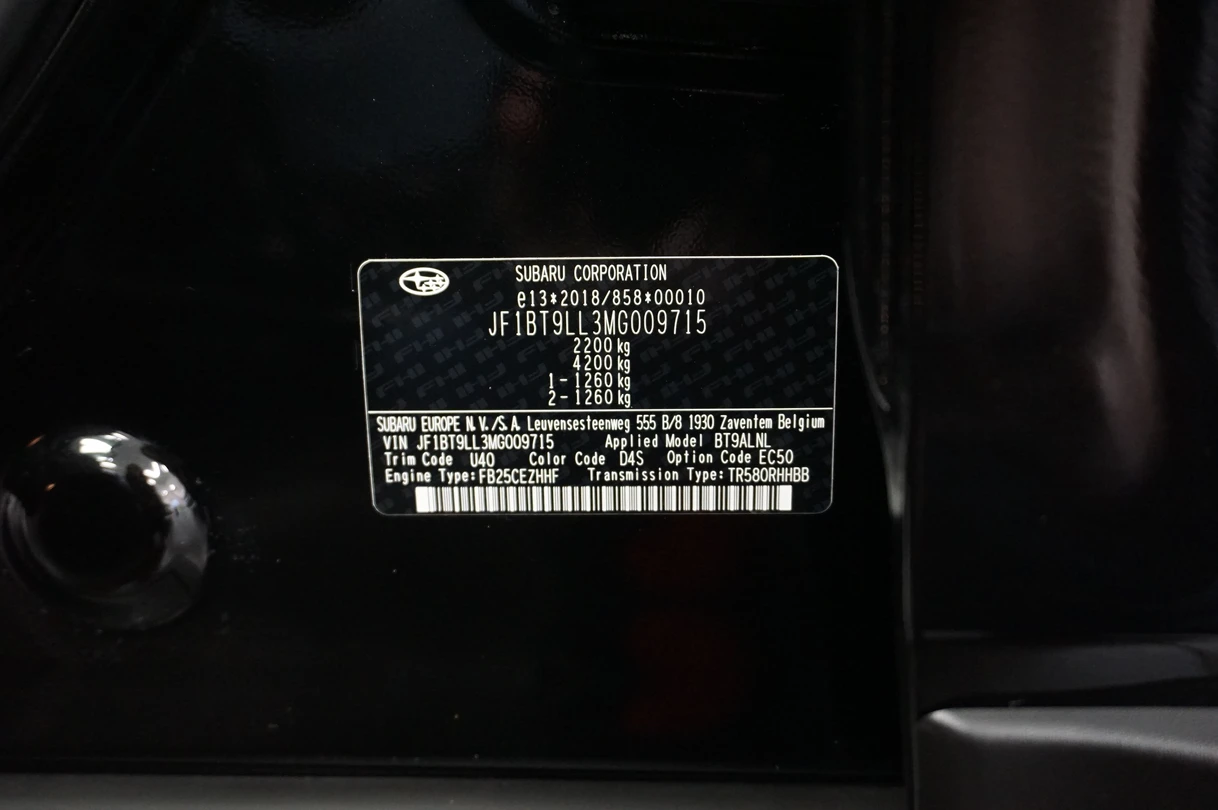 SUBARU CORPORATION
e13*2018/858*00010
JF1BT9LL3MG009715
2200 kg
4200 kg
1 - 1260 kg
2 - 1260 kg
SUBARU EUROPE N.V./S.A. Leuvensesteenweg 555 B/8 1930 Zaventem Belgium
VIN JF1BT9LL3MG009715 Applied Model BT9ALNL
Trim Code U40 Color Code D4S Option Code EC50
Engine Type:FB25CEZHHF Transmission Type:TR580RHHBB